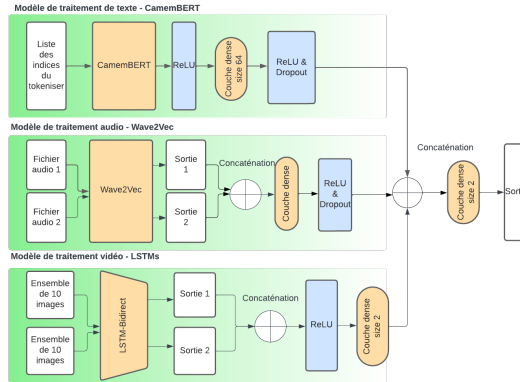 Modèle de traitement de texte - CamemBERT
Liste
des
indices
du
tokeniser
CamemBERT
ReLU
Couche dense
size 64
ReLU &
Dropout
Modèle de traitement audio - Wave2Vec
Fichier
audio 1
Fichier
audio 2
Wave2Vec
Sortie
1
Sortie
2
Concaténation
Couche dense
ReLU
&
Dropout
Concaténation
Couche dense
size 2
Modèle de traitement vidéo - LSTMs
Ensemble
de 10
images
Ensemble
de 10
images
LSTM-Bidirect
Sortie 1
Sortie 2
Concaténation
ReLU
Couche dense
size 2